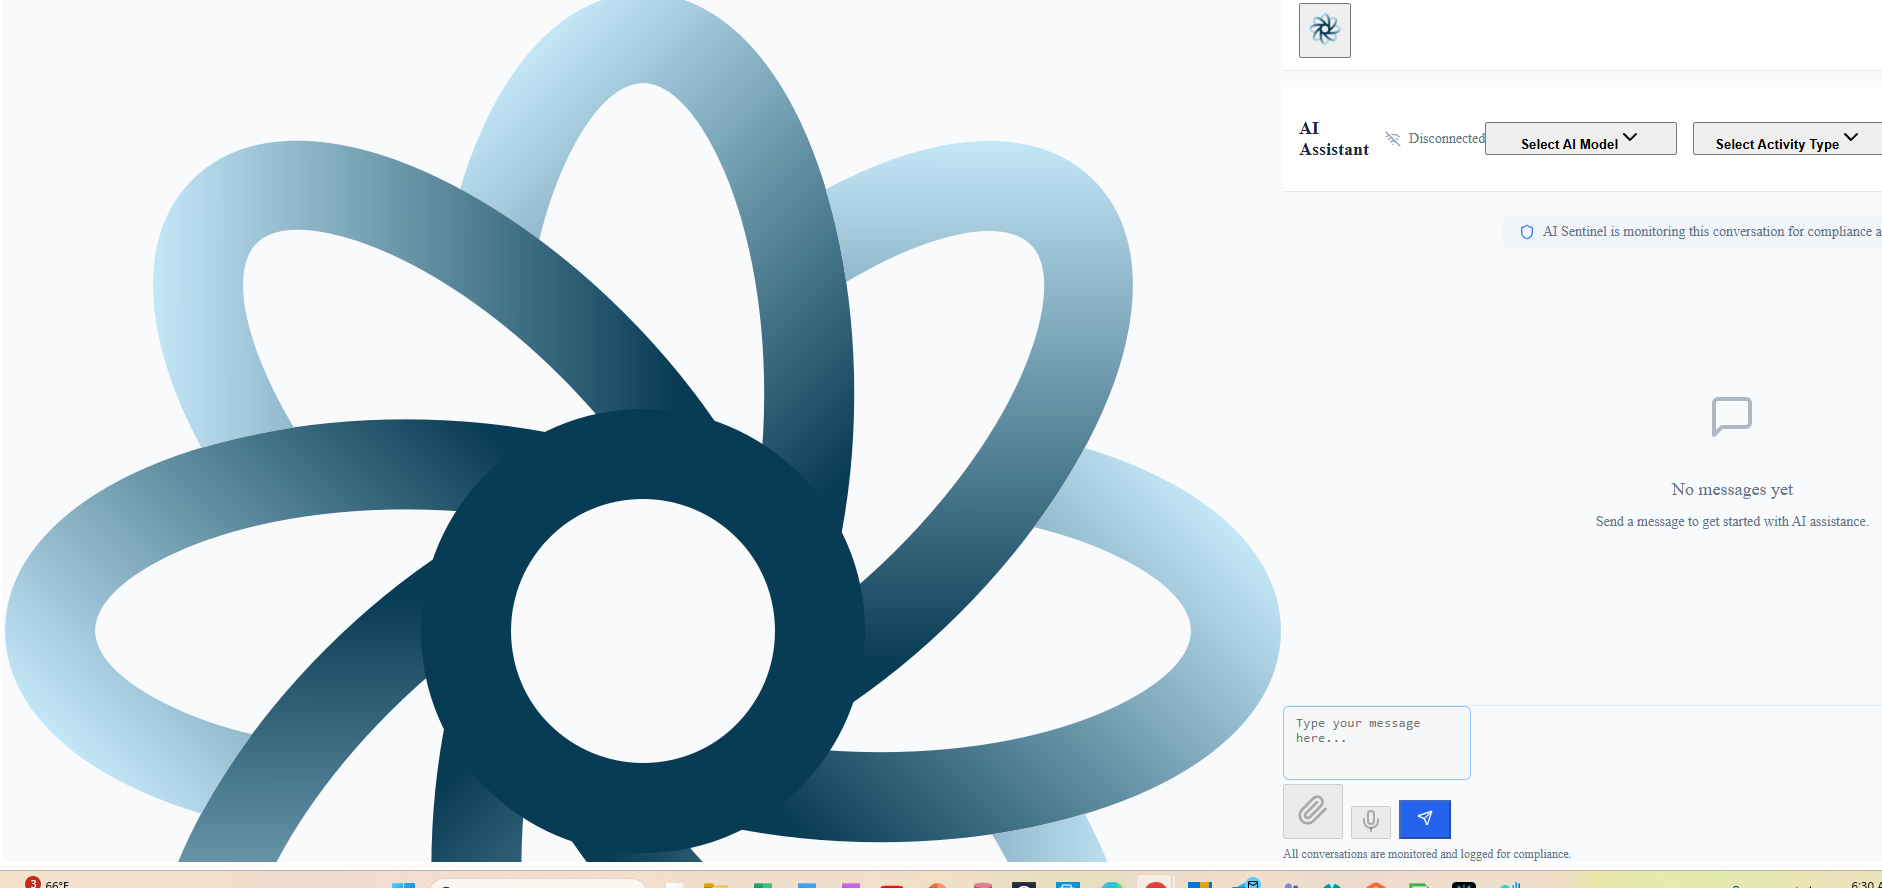 AI
Assistant
Disconnected
Select AI Model
Select Activity Type
AI Sentinel is monitoring this conversation for compliance a
No messages yet
Send a message to get started with AI assistance.
Type your message
here...
All conversations are monitored and logged for compliance.
3
66°F
6:30 A